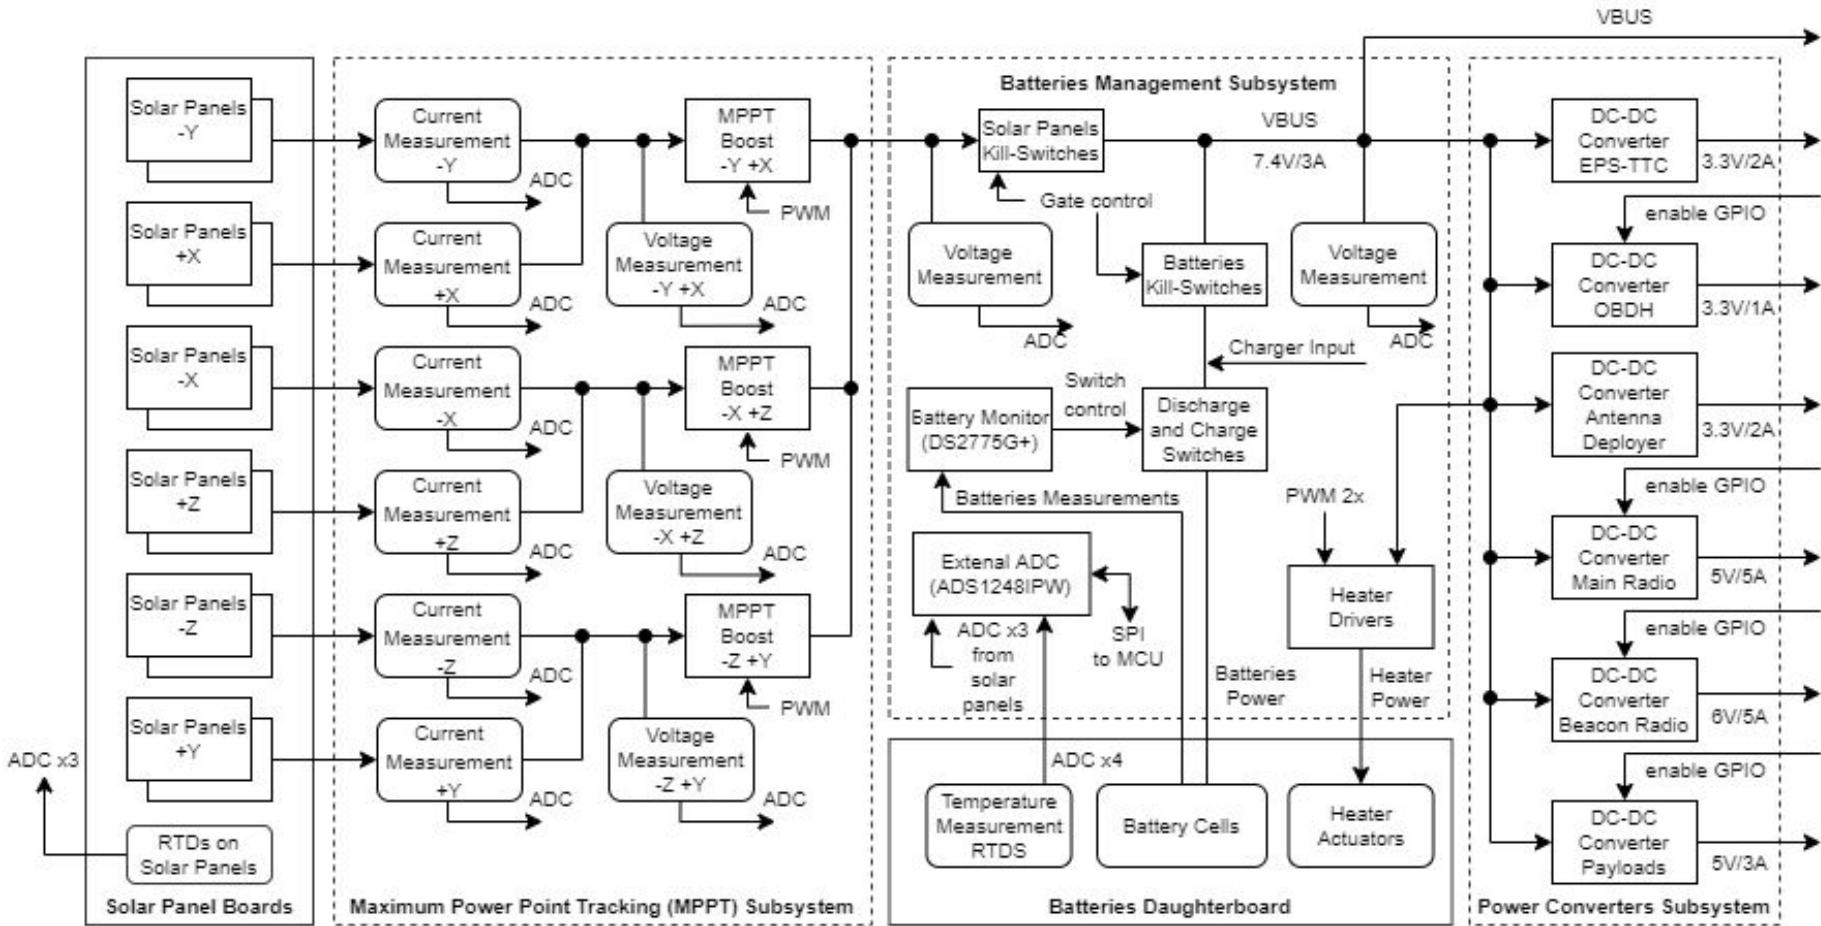 VBUS
Solar Panels
-Y
Solar Panels
+X
Solar Panels
-X
Solar Panels
+Z
Solar Panels
-Z
Solar Panels
+Y
ADC x3
RTDs on
Solar Panels
Solar Panel Boards
Current
Measurement
-Y
ADC
Current
Measurement
+X
ADC
Current
Measurement
-X
ADC
Current
Measurement
+Z
ADC
Current
Measurement
-Z
ADC
Current
Measurement
+Y
ADC
MPPT
Boost
-Y +X
PWM
Voltage
Measurement
-Y +X
ADC
MPPT
Boost
-X +Z
PWM
Voltage
Measurement
-X +Z
ADC
MPPT
Boost
-Z +Y
PWM
Voltage
Measurement
-Z +Y
ADC
Maximum Power Point Tracking (MPPT) Subsystem
Batteries Management Subsystem
Solar Panels
Kill-Switches
VBUS
7.4V/3A
Gate control
Voltage
Measurement
ADC
Batteries
Kill-Switches
Voltage
Measurement
ADC
Charger Input
Battery Monitor
(DS2775G+)
Switch
control
Discharge
and Charge
Switches
Batteries Measurements
PWM 2x
Extenal ADC
(ADS1248IPW)
ADC x3
from
solar
panels
SPI
to MCU
Heater
Drivers
Batteries
Power
Heater
Power
ADC x4
Temperature
Measurement
RTDS
Battery Cells
Heater
Actuators
Batteries Daughterboard
DC-DC
Converter
EPS-TTC
3.3V/2A
enable GPIO
DC-DC
Converter
OBDH
3.3V/1A
DC-DC
Converter
Antenna
Deployer
3.3V/2A
enable GPIO
DC-DC
Converter
Main Radio
5V/5A
enable GPIO
DC-DC
Converter
Beacon Radio
6V/5A
enable GPIO
DC-DC
Converter
Payloads
5V/3A
Power Converters Subsystem